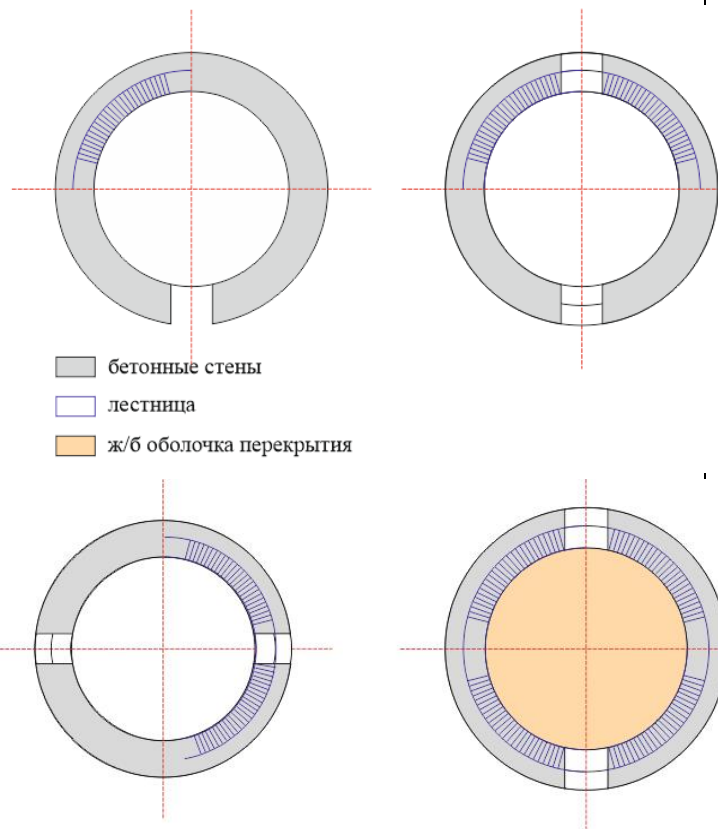 бетонные стены
лестница
ж/б оболочка перекрытия